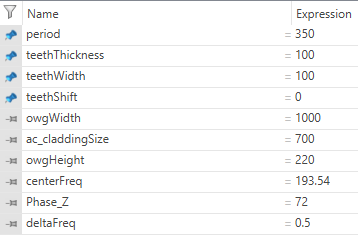 Name Expression
period = 350
teethThickness = 100
teethWidth = 100
teethShift = 0
owgWidth = 1000
ac_claddingSize = 700
owgHeight = 220
centerFreq = 193.54
Phase_Z = 72
deltaFreq = 0.5